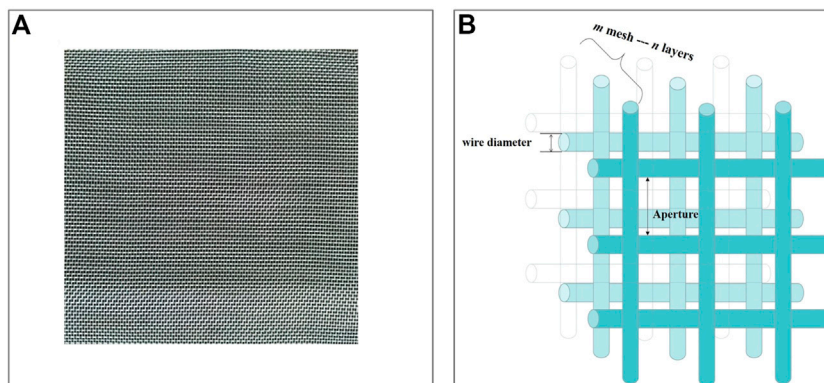 A
B
m mesh --- n layers
wire diameter
Aperture